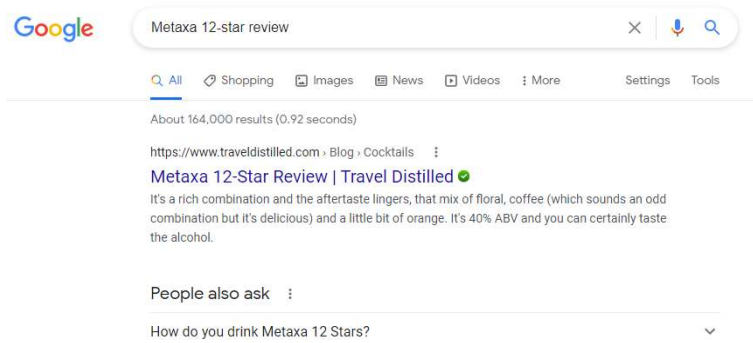 Google
Metaxa 12-star review
All Shopping Images News Videos More Settings Tools
About 164,000 results (0.92 seconds)
https://www.traveldistilled.com › Blog › Cocktails
Metaxa 12-Star Review | Travel Distilled
It's a rich combination and the aftertaste lingers, that mix of floral, coffee (which sounds an odd
combination but it's delicious) and a little bit of orange. It's 40% ABV and you can certainly taste
the alcohol.
People also ask
How do you drink Metaxa 12 Stars?